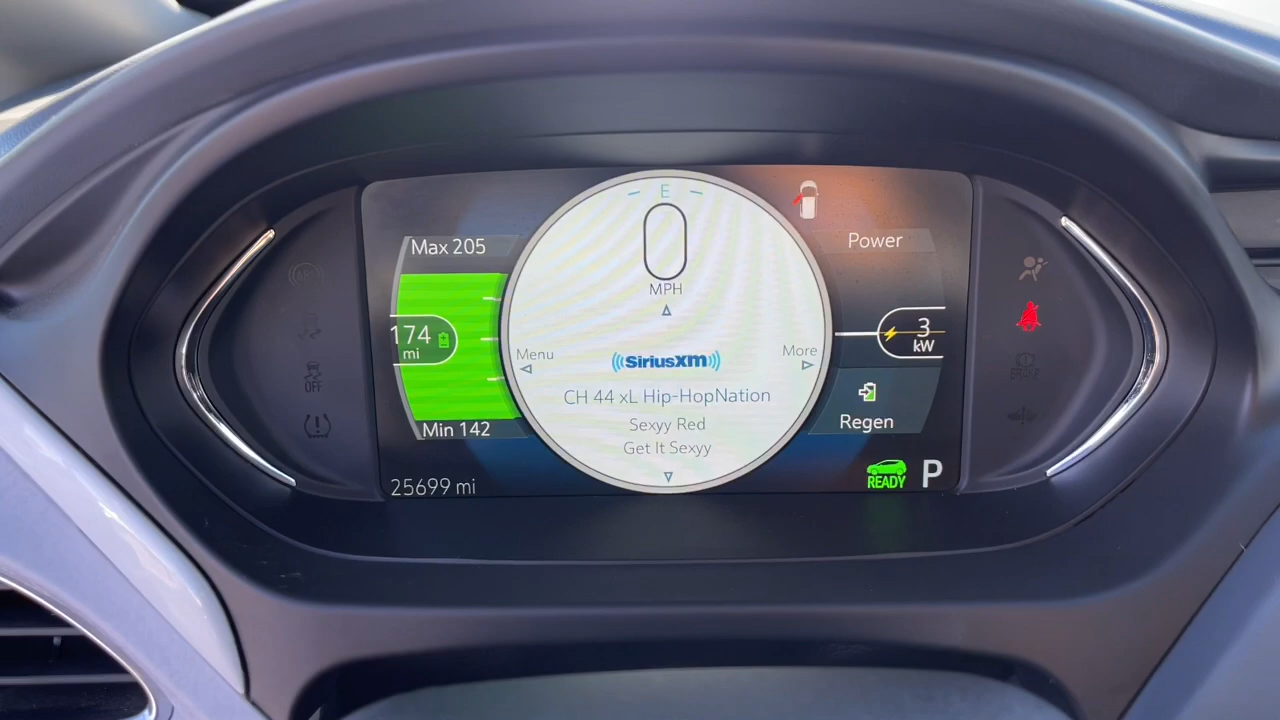 E
MPH
Max 205
174
mi
Min 142
25699 mi
Menu
More
((SiriusXM))
CH 44 xL Hip-HopNation
Sexyy Red
Get It Sexyy
Power
3
kW
Regen
READY
P
OFF